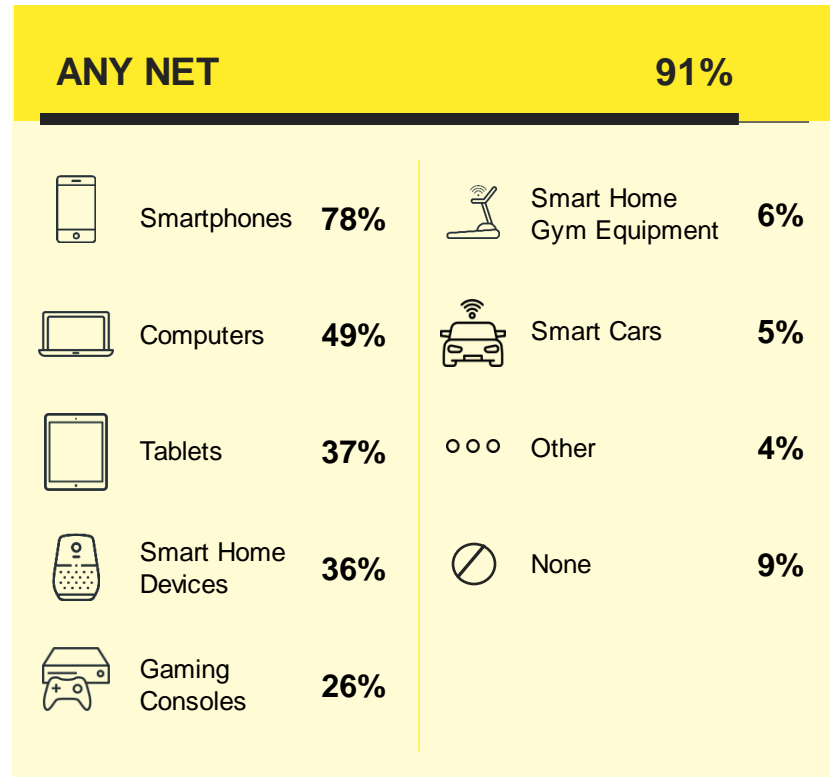 ANY NET 91%
Smartphones 78%
Computers 49%
Tablets 37%
Smart Home
Devices 36%
Gaming
Consoles 26%
Smart Home
Gym Equipment 6%
Smart Cars 5%
Other 4%
None 9%